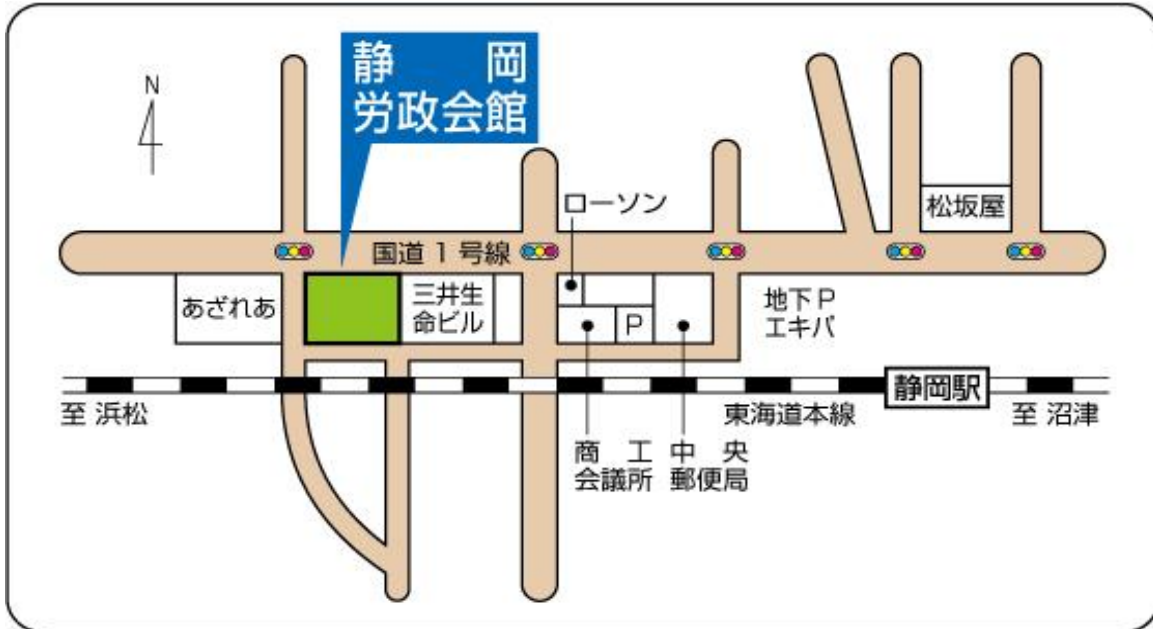 静 岡
労政会館
N
ローソン
松坂屋
国道1号線
あざれあ
三井生
命ビル
P
地下P
エキパ
静岡駅
至 浜松
東海道本線
至 沼津
商 工
会議所
中 央
郵便局